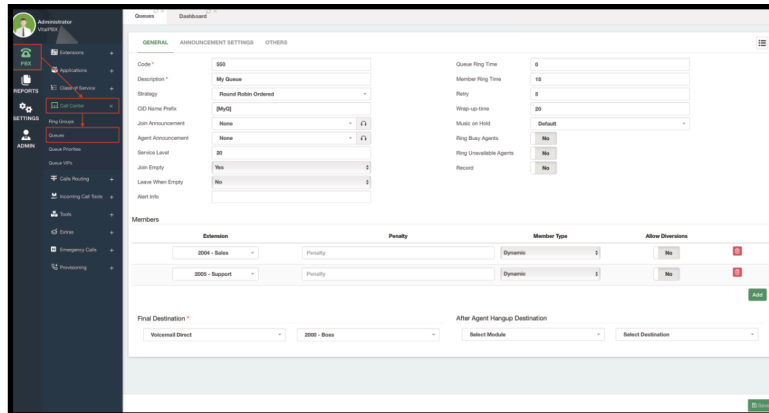 Administrator
VitalPBX
Queues
Dashboard
PBX
REPORTS
SETTINGS
ADMIN
Extensions +
Applications +
Class of Service +
Call Center
Ring Groups
Queues
Queue Priorities
Queue VIPs
Calls Routing +
Incoming Call Tools +
Tools +
Extras +
Emergency Calls +
Provisioning +
GENERAL ANNOUNCEMENT SETTINGS OTHERS
Code * 550
Description * My Queue
Strategy Round Robin Ordered
CID Name Prefix [MyQ]
Join Announcement None
Agent Announcement None
Service Level 20
Join Empty Yes
Leave When Empty No
Alert Info
Queue Ring Time 0
Member Ring Time 18
Retry 5
Wrap-up-time 20
Music on Hold Default
Ring Busy Agents No
Ring Unavailable Agents No
Record No
Members
Extension Penalty Member Type Allow Diversions
2004 - Sales Penalty Dynamic No
2005 - Support Penalty Dynamic No
Add
Final Destination * After Agent Hangup Destination
Voicemail Direct 2000 - Boss Select Module Select Destination
Save